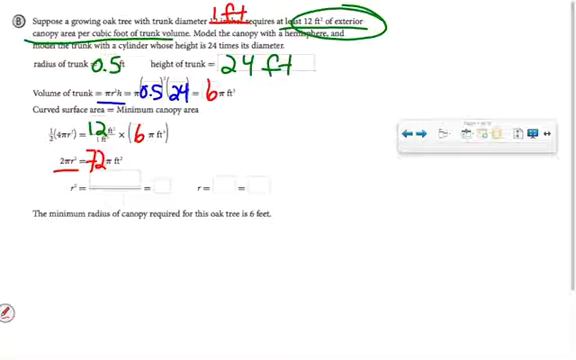 B Suppose a growing oak tree with trunk diameter 1 ft requires at least 12 ft² of exterior
canopy area per cubic foot of trunk volume. Model the canopy with a hemisphere, and
model the trunk with a cylinder whose height is 24 times its diameter.
radius of trunk = 0.5 ft height of trunk = 24 ft
Volume of trunk = πr²h = π(0.5)²(24) = 6 π ft³
Curved surface area = Minimum canopy area
½(4πr²) = 12 ft²/1 ft³ × (6 π ft³)
2πr² = 72 π ft²
r² = = r = =
The minimum radius of canopy required for this oak tree is 6 feet.